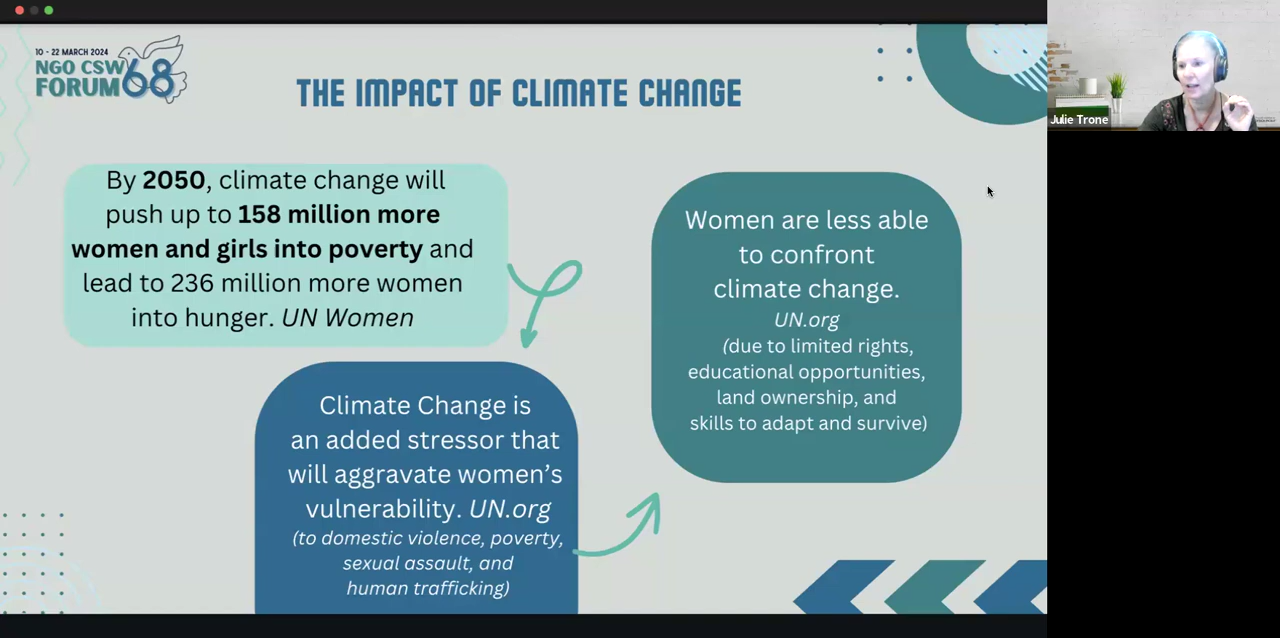 10 - 22 MARCH 2024
NGO CSW
FORUM 68
THE IMPACT OF CLIMATE CHANGE
By 2050, climate change will
push up to 158 million more
women and girls into poverty and
lead to 236 million more women
into hunger. UN Women
Climate Change is
an added stressor that
will aggravate women's
vulnerability. UN.org
(to domestic violence, poverty,
sexual assault, and
human trafficking)
Women are less able
to confront
climate change.
UN.org
(due to limited rights,
educational opportunities,
land ownership, and
skills to adapt and survive)
Julie Trone